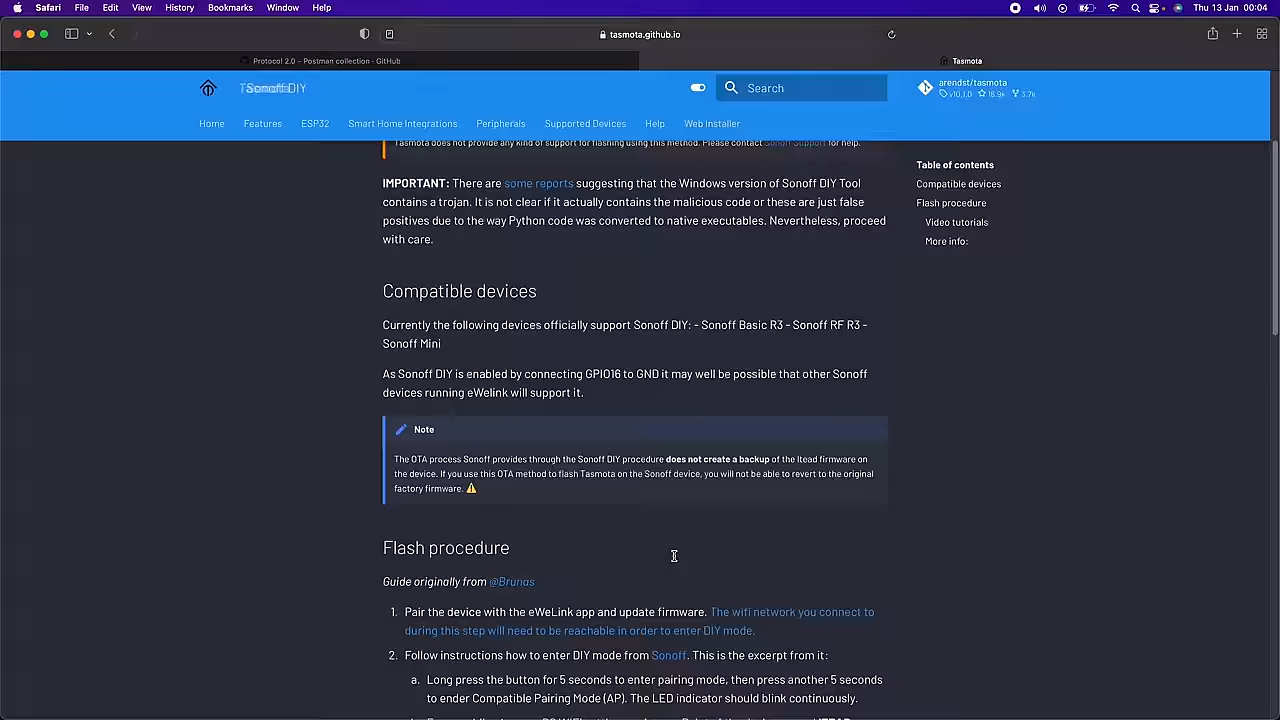 Safari File Edit View History Bookmarks Window Help Thu 13 Jan 00:04
tasmota.github.io
Protocol 2.0 – Postman collection · GitHub Tasmota
Sonoff DIY Search arendst/tasmota
v10.1.0 16.9k 3.7k
Home Features ESP32 Smart Home Integrations Peripherals Supported Devices Help Web Installer
Tasmota does not provide any kind of support for flashing using this method. Please contact Sonoff Support for help.
IMPORTANT: There are some reports suggesting that the Windows version of Sonoff DIY Tool
contains a trojan. It is not clear if it actually contains the malicious code or these are just false
positives due to the way Python code was converted to native executables. Nevertheless, proceed
with care.
Table of contents
Compatible devices
Flash procedure
Video tutorials
More info:
Compatible devices
Currently the following devices officially support Sonoff DIY: - Sonoff Basic R3 - Sonoff RF R3 -
Sonoff Mini
As Sonoff DIY is enabled by connecting GPIO16 to GND it may well be possible that other Sonoff
devices running eWelink will support it.
Note
The OTA process Sonoff provides through the Sonoff DIY procedure does not create a backup of the Itead firmware on
the device. If you use this OTA method to flash Tasmota on the Sonoff device, you will not be able to revert to the original
factory firmware. ⚠️
Flash procedure
Guide originally from @Brunas
1. Pair the device with the eWeLink app and update firmware. The wifi network you connect to
during this step will need to be reachable in order to enter DIY mode.
2. Follow instructions how to enter DIY mode from Sonoff. This is the excerpt from it:
a. Long press the button for 5 seconds to enter pairing mode, then press another 5 seconds
to ender Compatible Pairing Mode (AP). The LED indicator should blink continuously.